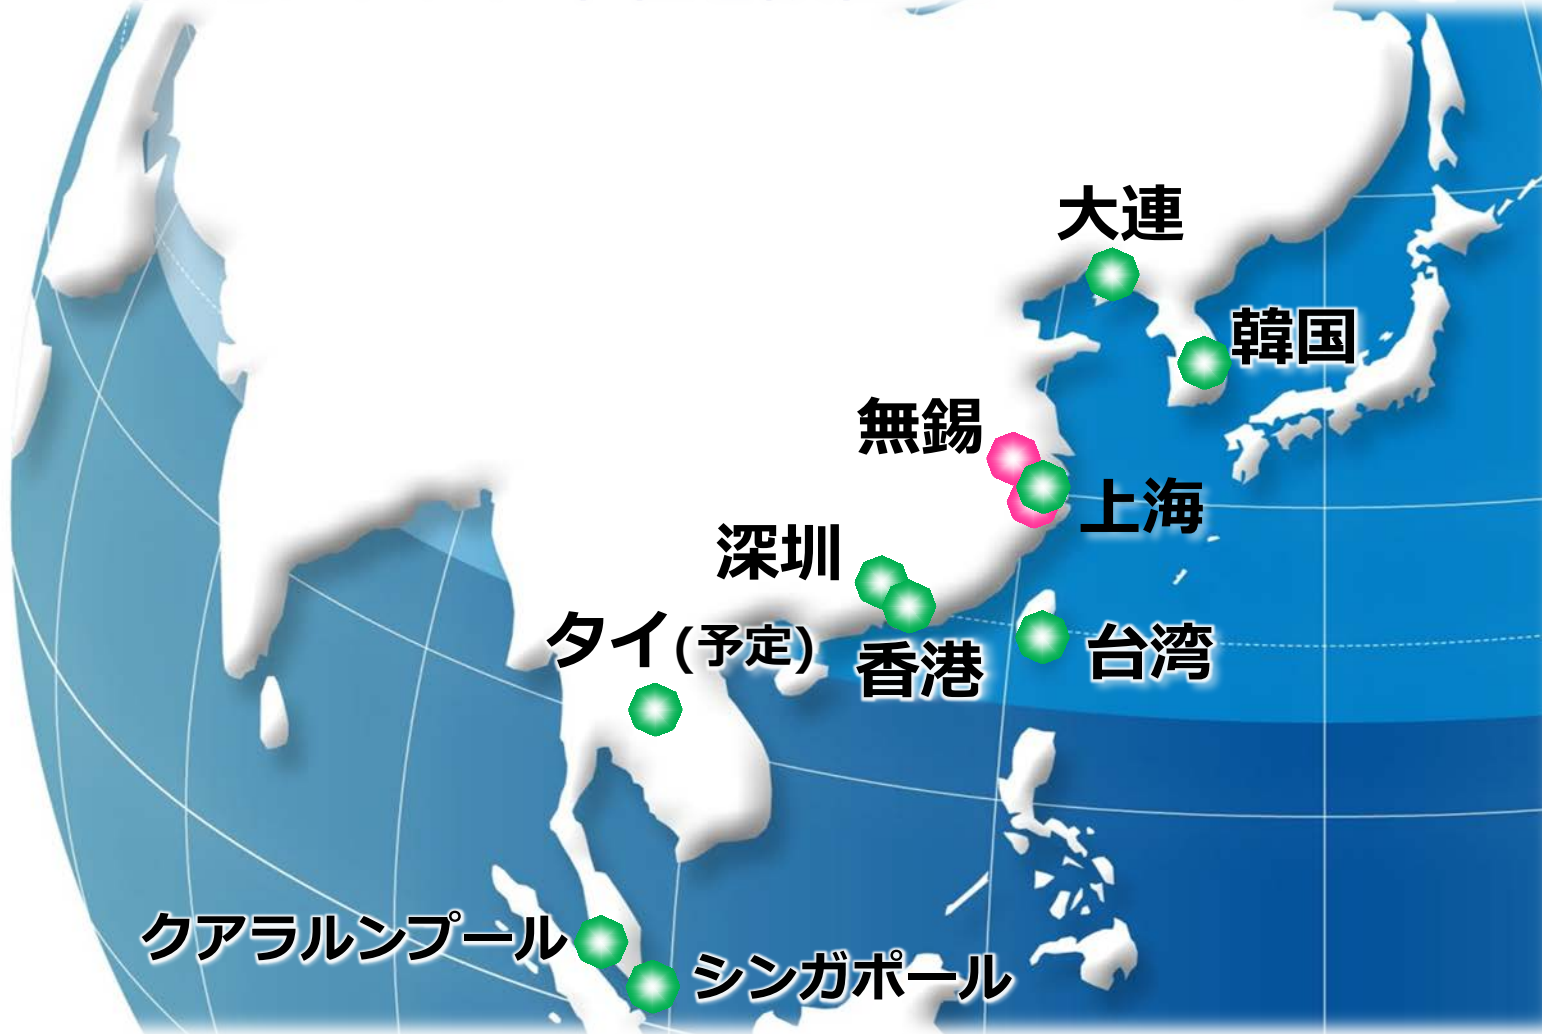 大連
韓国
無錫
上海
深圳
タイ(予定)
香港
台湾
クアラルンプール
シンガポール